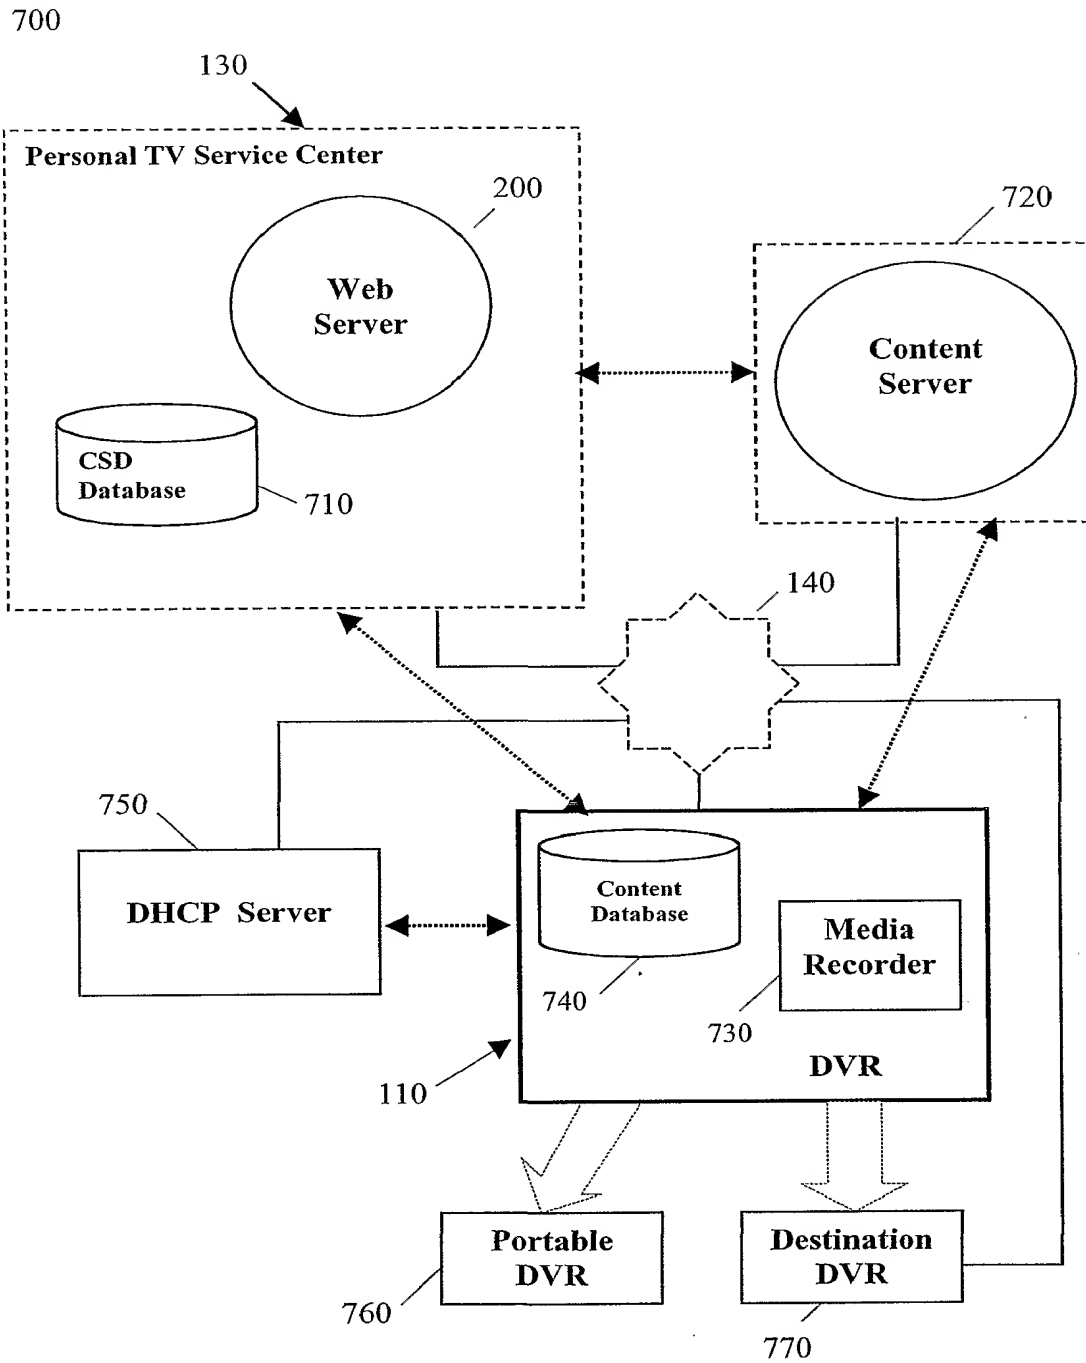 700
130
Personal TV Service Center
200
720
Web
Server
Content
Server
CSD
Database
710
140
750
DHCP Server
Content
Database
Media
Recorder
740
730
DVR
110
Portable
DVR
Destination
DVR
760
770